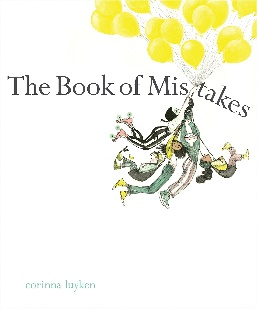 The Book of Mistakes
corinna luyken